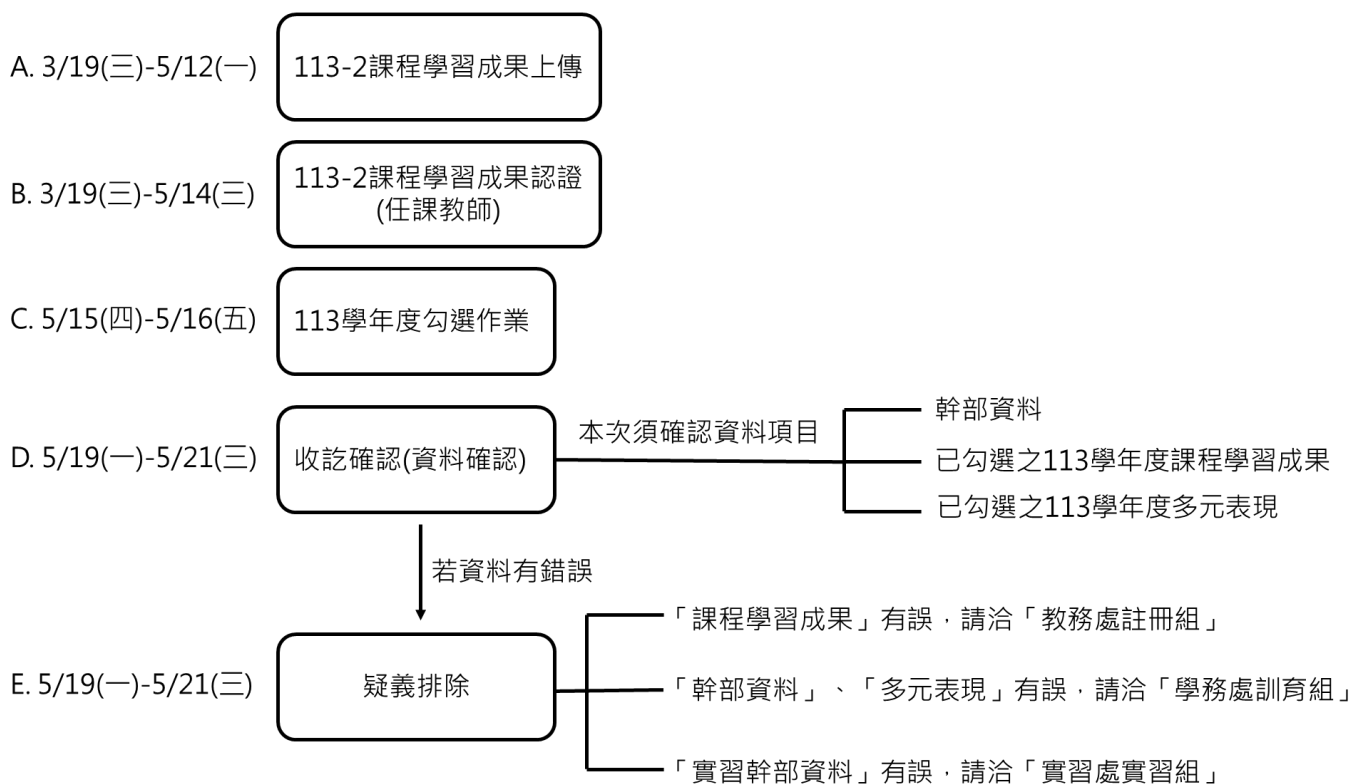 A. 3/19(三)-5/12(一)
113-2課程學習成果上傳
B. 3/19(三)-5/14(三)
113-2課程學習成果認證
(任課教師)
C. 5/15(四)-5/16(五)
113學年度勾選作業
D. 5/19(一)-5/21(三)
收訖確認(資料確認)
本次須確認資料項目
幹部資料
已勾選之113學年度課程學習成果
已勾選之113學年度多元表現
若資料有錯誤
E. 5/19(一)-5/21(三)
疑義排除
「課程學習成果」有誤，請洽「教務處註冊組」
「幹部資料」、「多元表現」有誤，請洽「學務處訓育組」
「實習幹部資料」有誤，請洽「實習處實習組」